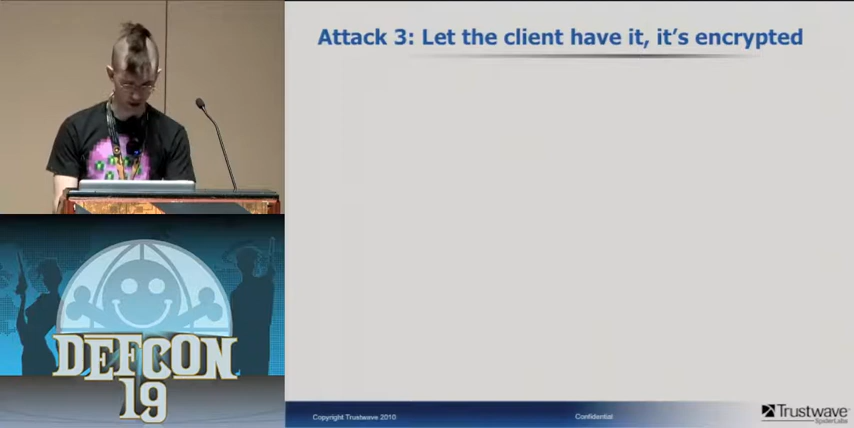 Attack 3: Let the client have it, it's encrypted
DEFCON
19
Copyright Trustwave 2010
Confidential
Trustwave®
SpiderLabs